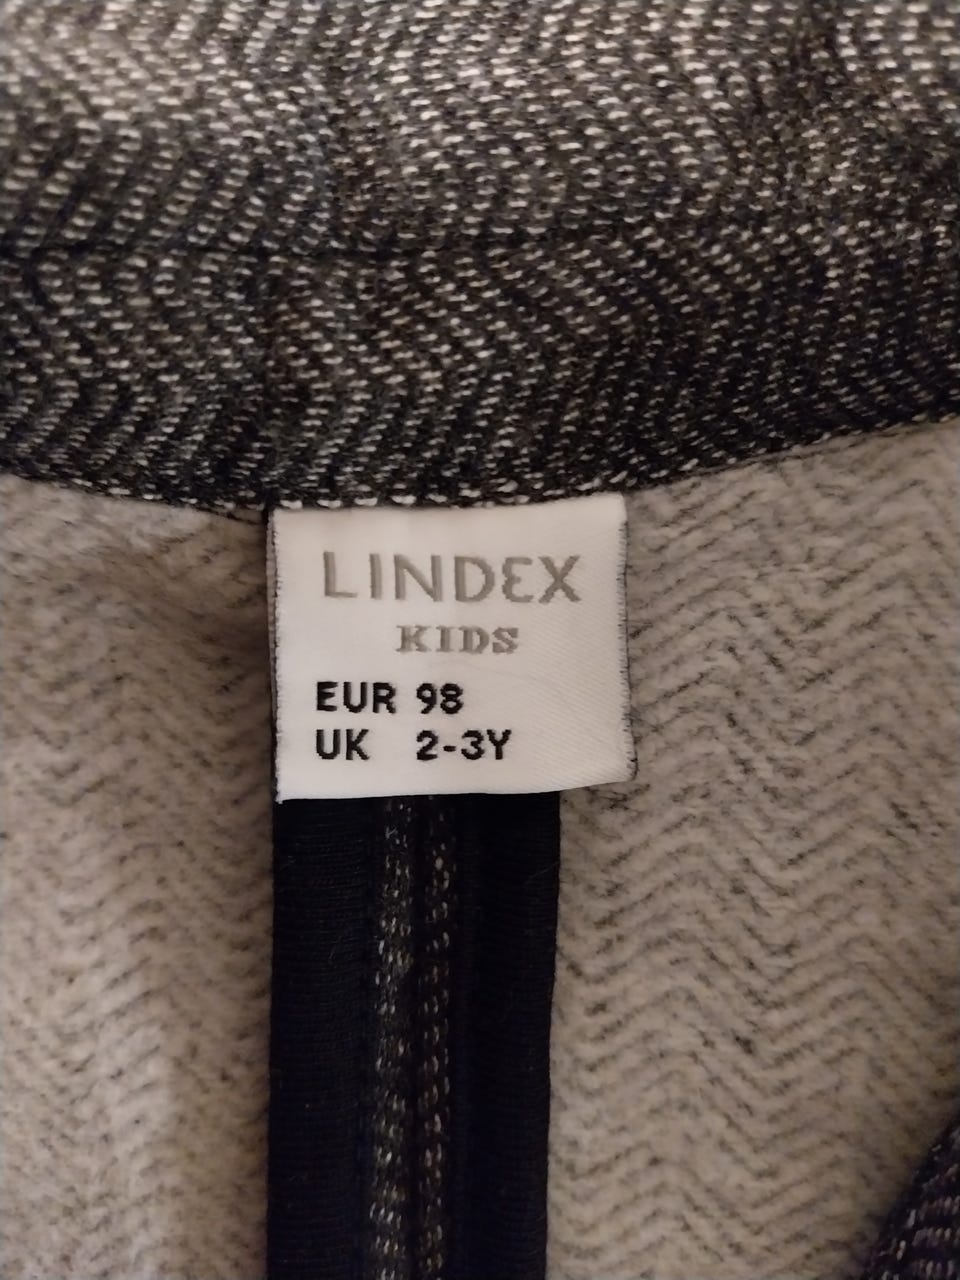 LINDEX
KIDS
EUR 98
UK 2-3Y